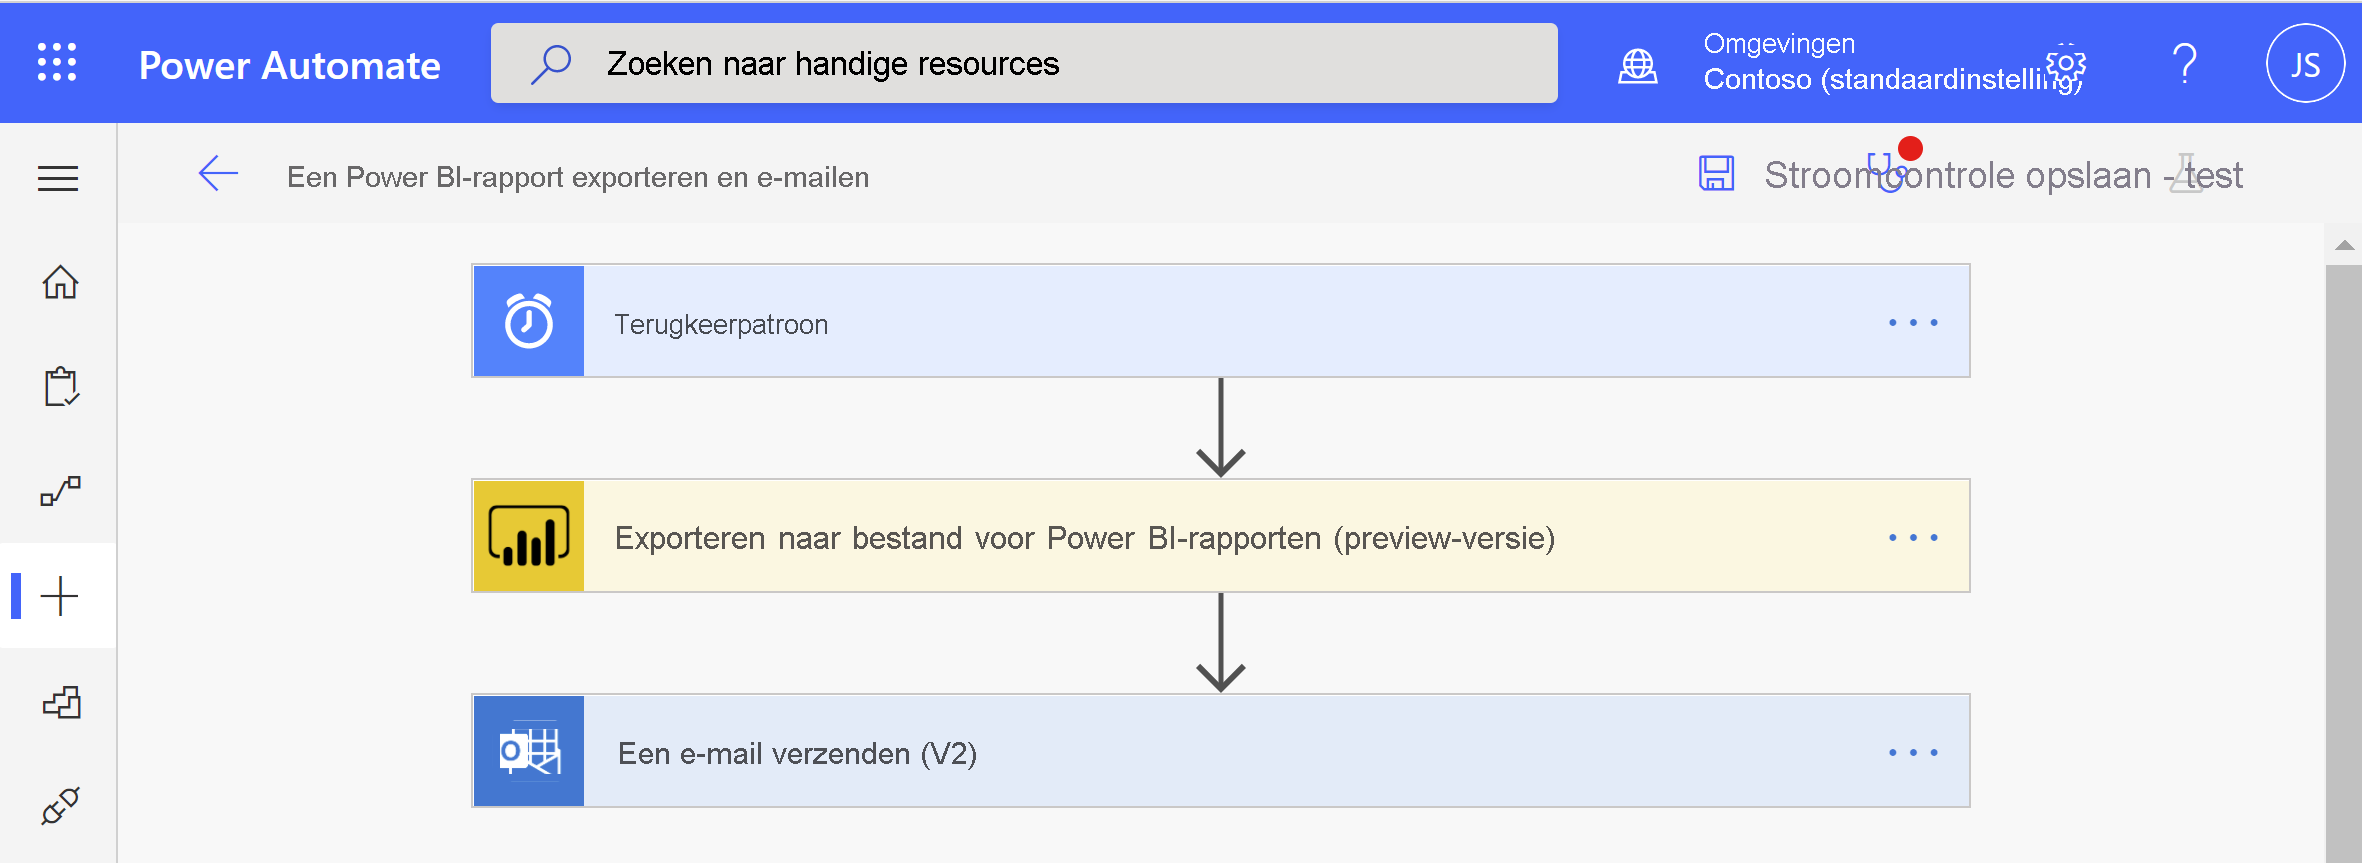 Power Automate
Zoeken naar handige resources
Omgevingen
Contoso (standaardinstelling)
JS
Een Power BI-rapport exporteren en e-mailen
Stroomcontrole opslaan - test
Terugkeerpatroon
Exporteren naar bestand voor Power BI-rapporten (preview-versie)
Een e-mail verzenden (V2)